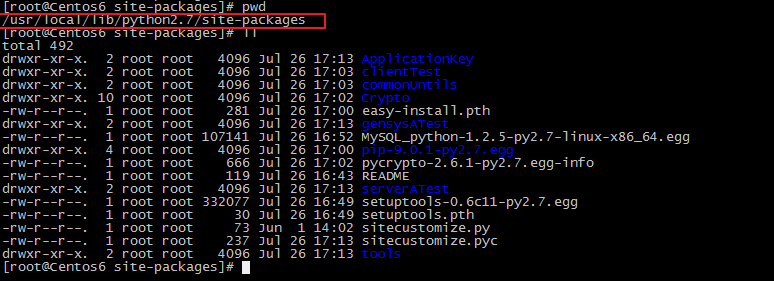 [root@Centos6 site-packages]# pwd
/usr/local/lib/python2.7/site-packages
[root@Centos6 site-packages]# ll
total 492
drwxr-xr-x.  2 root root   4096 Jul 26 17:13 ApplicationKey
drwxr-xr-x.  2 root root   4096 Jul 26 17:03 clientTest
drwxr-xr-x.  2 root root   4096 Jul 26 17:03 commonUntils
drwxr-xr-x. 10 root root   4096 Jul 26 17:02 Crypto
-rw-r--r--.  1 root root    281 Jul 26 17:00 easy-install.pth
drwxr-xr-x.  2 root root   4096 Jul 26 17:13 gensysATest
-rw-r--r--.  1 root root 107141 Jul 26 16:52 MySQL_python-1.2.5-py2.7-linux-x86_64.egg
drwxr-xr-x.  4 root root   4096 Jul 26 17:00 pip-9.0.1-py2.7.egg
-rw-r--r--.  1 root root    666 Jul 26 17:02 pycrypto-2.6.1-py2.7.egg-info
-rw-r--r--.  1 root root    119 Jul 26 16:43 README
drwxr-xr-x.  2 root root   4096 Jul 26 17:13 serverATest
-rw-r--r--.  1 root root 332077 Jul 26 16:49 setuptools-0.6c11-py2.7.egg
-rw-r--r--.  1 root root     30 Jul 26 16:49 setuptools.pth
-rw-r--r--.  1 root root     73 Jun  1 14:02 sitecustomize.py
-rw-r--r--.  1 root root    237 Jul 26 17:13 sitecustomize.pyc
drwxr-xr-x.  2 root root   4096 Jul 26 17:13 tools
[root@Centos6 site-packages]#